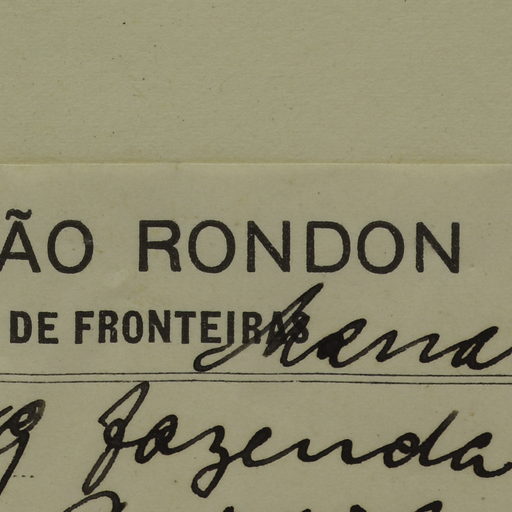 ÃO RONDON
DE FRONTEIRAS
fazenda